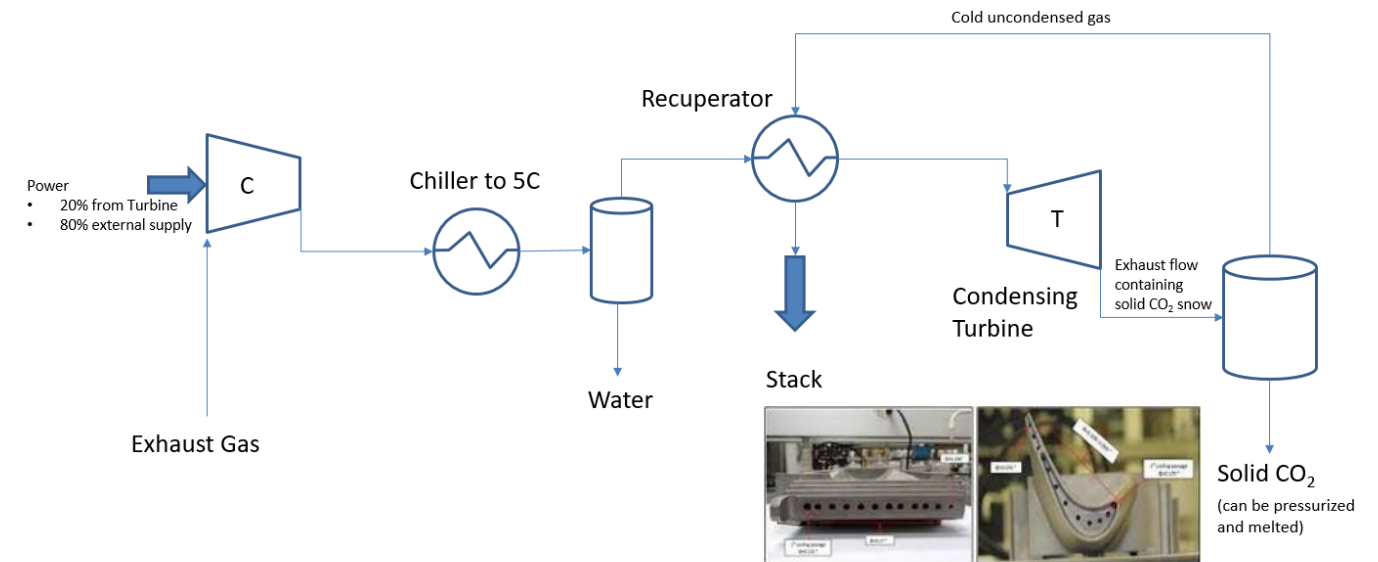 Cold uncondensed gas
Recuperator
Power
• 20% from Turbine
• 80% external supply
C
Chiller to 5C
T
Exhaust flow
containing
solid CO₂ snow
Condensing
Turbine
Stack
Water
Exhaust Gas
Solid CO₂
(can be pressurized
and melted)